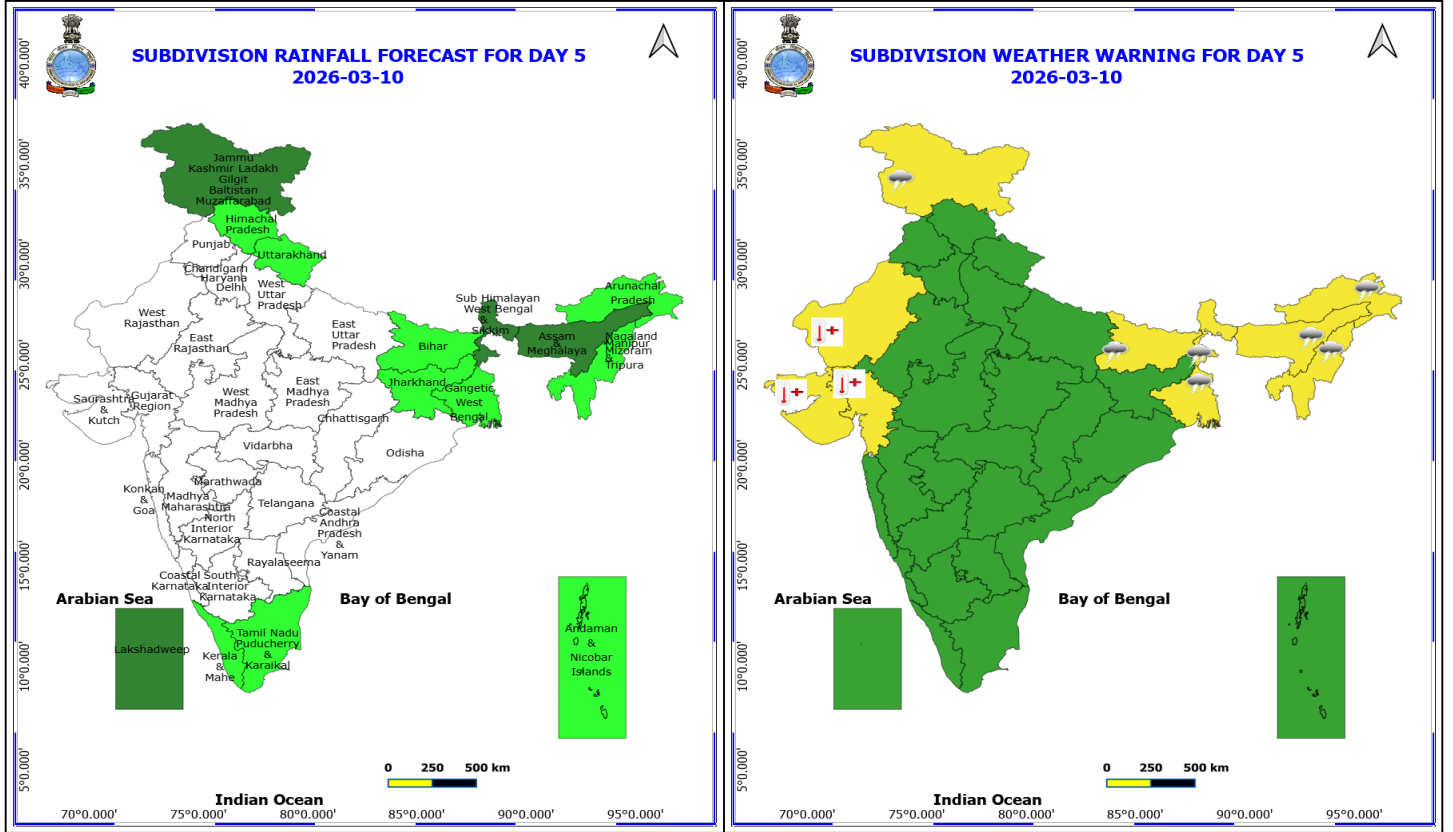 SUBDIVISION RAINFALL FORECAST FOR DAY 5
2026-03-10
40°0.000'
35°0.000'
30°0.000'
25°0.000'
20°0.000'
15°0.000'
10°0.000'
5°0.000'
Jammu
Kashmir Ladakh
Gilgit
Baltistan
Muzaffarabad
Himachal
Pradesh
Punjab
Uttarakhand
Chandigarh
Haryana
Delhi
West
Uttar
Pradesh
West
Rajasthan
East
Rajasthan
East
Uttar
Pradesh
Sub Himalayan
West Bengal
&
Sikkim
Arunachal
Pradesh
Assam
&
Meghalaya
Nagaland
Manipur
Mizoram
&
Tripura
Bihar
Jharkhand
Gangetic
West
Bengal
Saurashtra
&
Kutch
Gujarat
Region
West
Madhya
Pradesh
East
Madhya
Pradesh
Chhattisgarh
Vidarbha
Odisha
Konkan
&
Goa
Madhya
Maharashtra
Marathwada
Telangana
North
Interior
Karnataka
Coastal
Andhra
Pradesh
&
Yanam
Rayalaseema
Coastal
Karnataka
South
Interior
Karnataka
Arabian Sea
Bay of Bengal
Lakshadweep
Kerala
&
Mahe
Tamil Nadu
Puducherry
&
Karaikal
Andaman
&
Nicobar
Islands
0 250 500 km
Indian Ocean
70°0.000' 75°0.000' 80°0.000' 85°0.000' 90°0.000' 95°0.000'
SUBDIVISION WEATHER WARNING FOR DAY 5
2026-03-10
40°0.000'
35°0.000'
30°0.000'
25°0.000'
20°0.000'
15°0.000'
10°0.000'
5°0.000'
Arabian Sea
Bay of Bengal
0 250 500 km
Indian Ocean
70°0.000' 75°0.000' 80°0.000' 85°0.000' 90°0.000' 95°0.000'